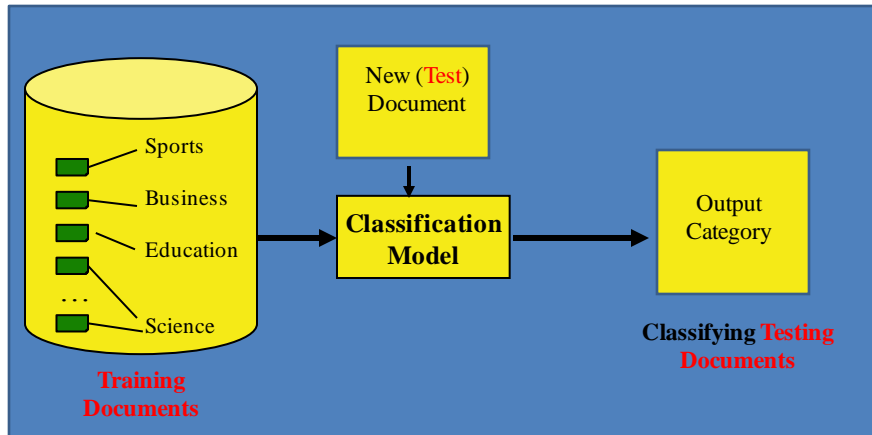 Sports
Business
Education
...
Science
Training
Documents
New (Test)
Document
Classification
Model
Output
Category
Classifying Testing
Documents